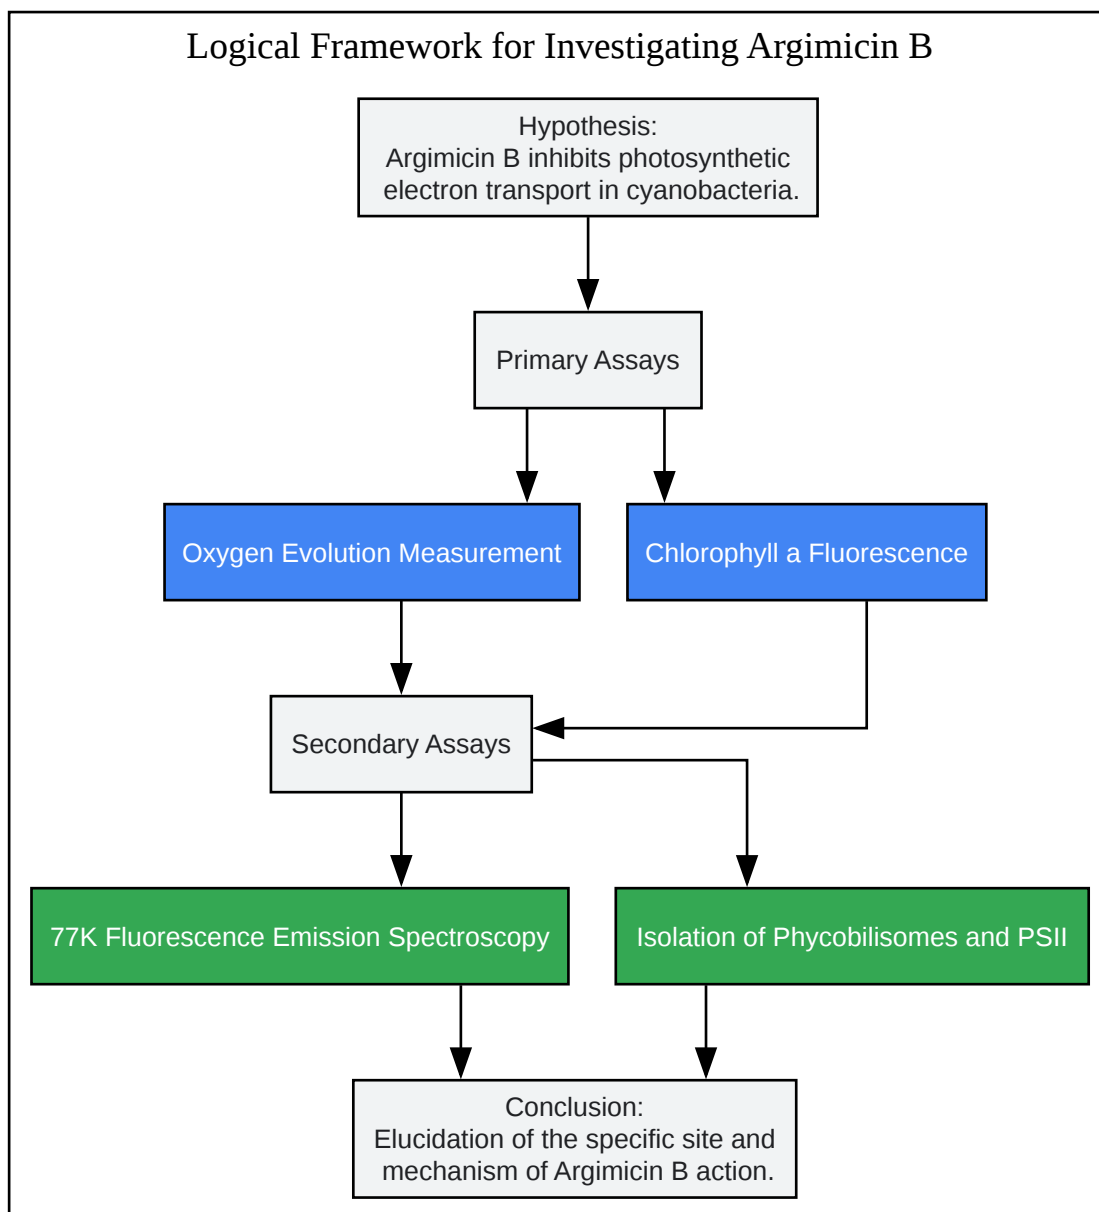 Logical Framework for Investigating Argimicin B
Hypothesis:
Argimicin B inhibits photosynthetic
electron transport in cyanobacteria.
Primary Assays
Oxygen Evolution Measurement
Chlorophyll a Fluorescence
Secondary Assays
77K Fluorescence Emission Spectroscopy
Isolation of Phycobilisomes and PSII
Conclusion:
Elucidation of the specific site and
mechanism of Argimicin B action.